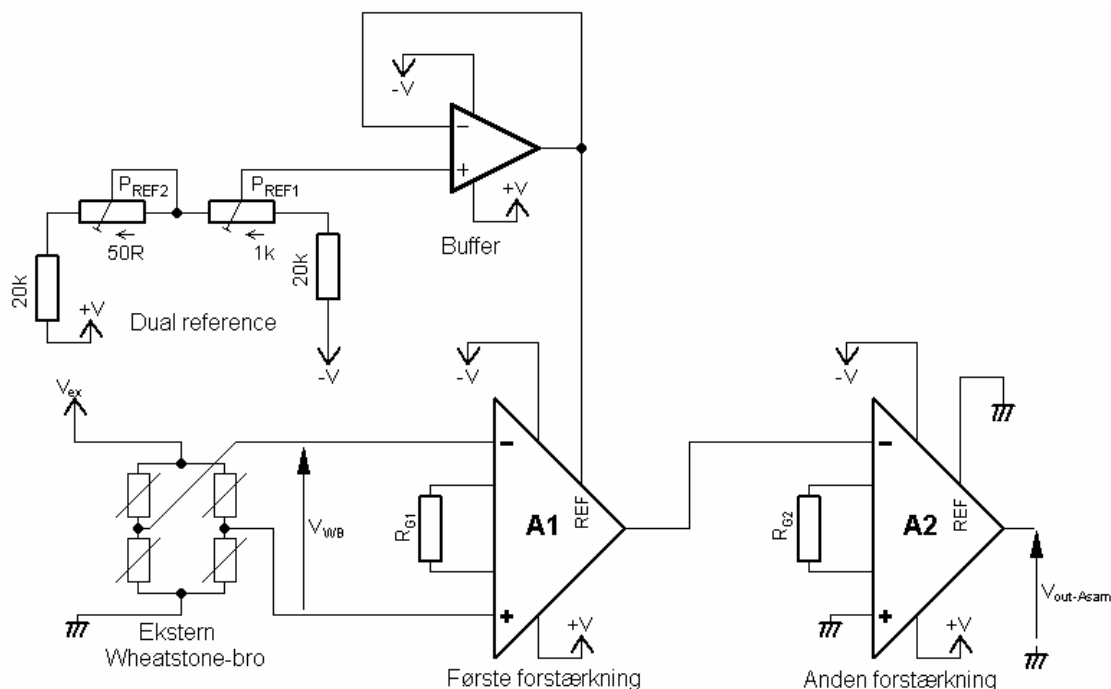 -V
−
+
+V
Buffer
P_REF2
P_REF1
50R
1k
20k
20k
+V
Dual reference
-V
V_ex
-V
-V
−
REF
R_G1
A1
V_WB
+
+V
−
REF
R_G2
A2
+
+V
V_out-Asam
Ekstern
Wheatstone-bro
Første forstærkning
Anden forstærkning